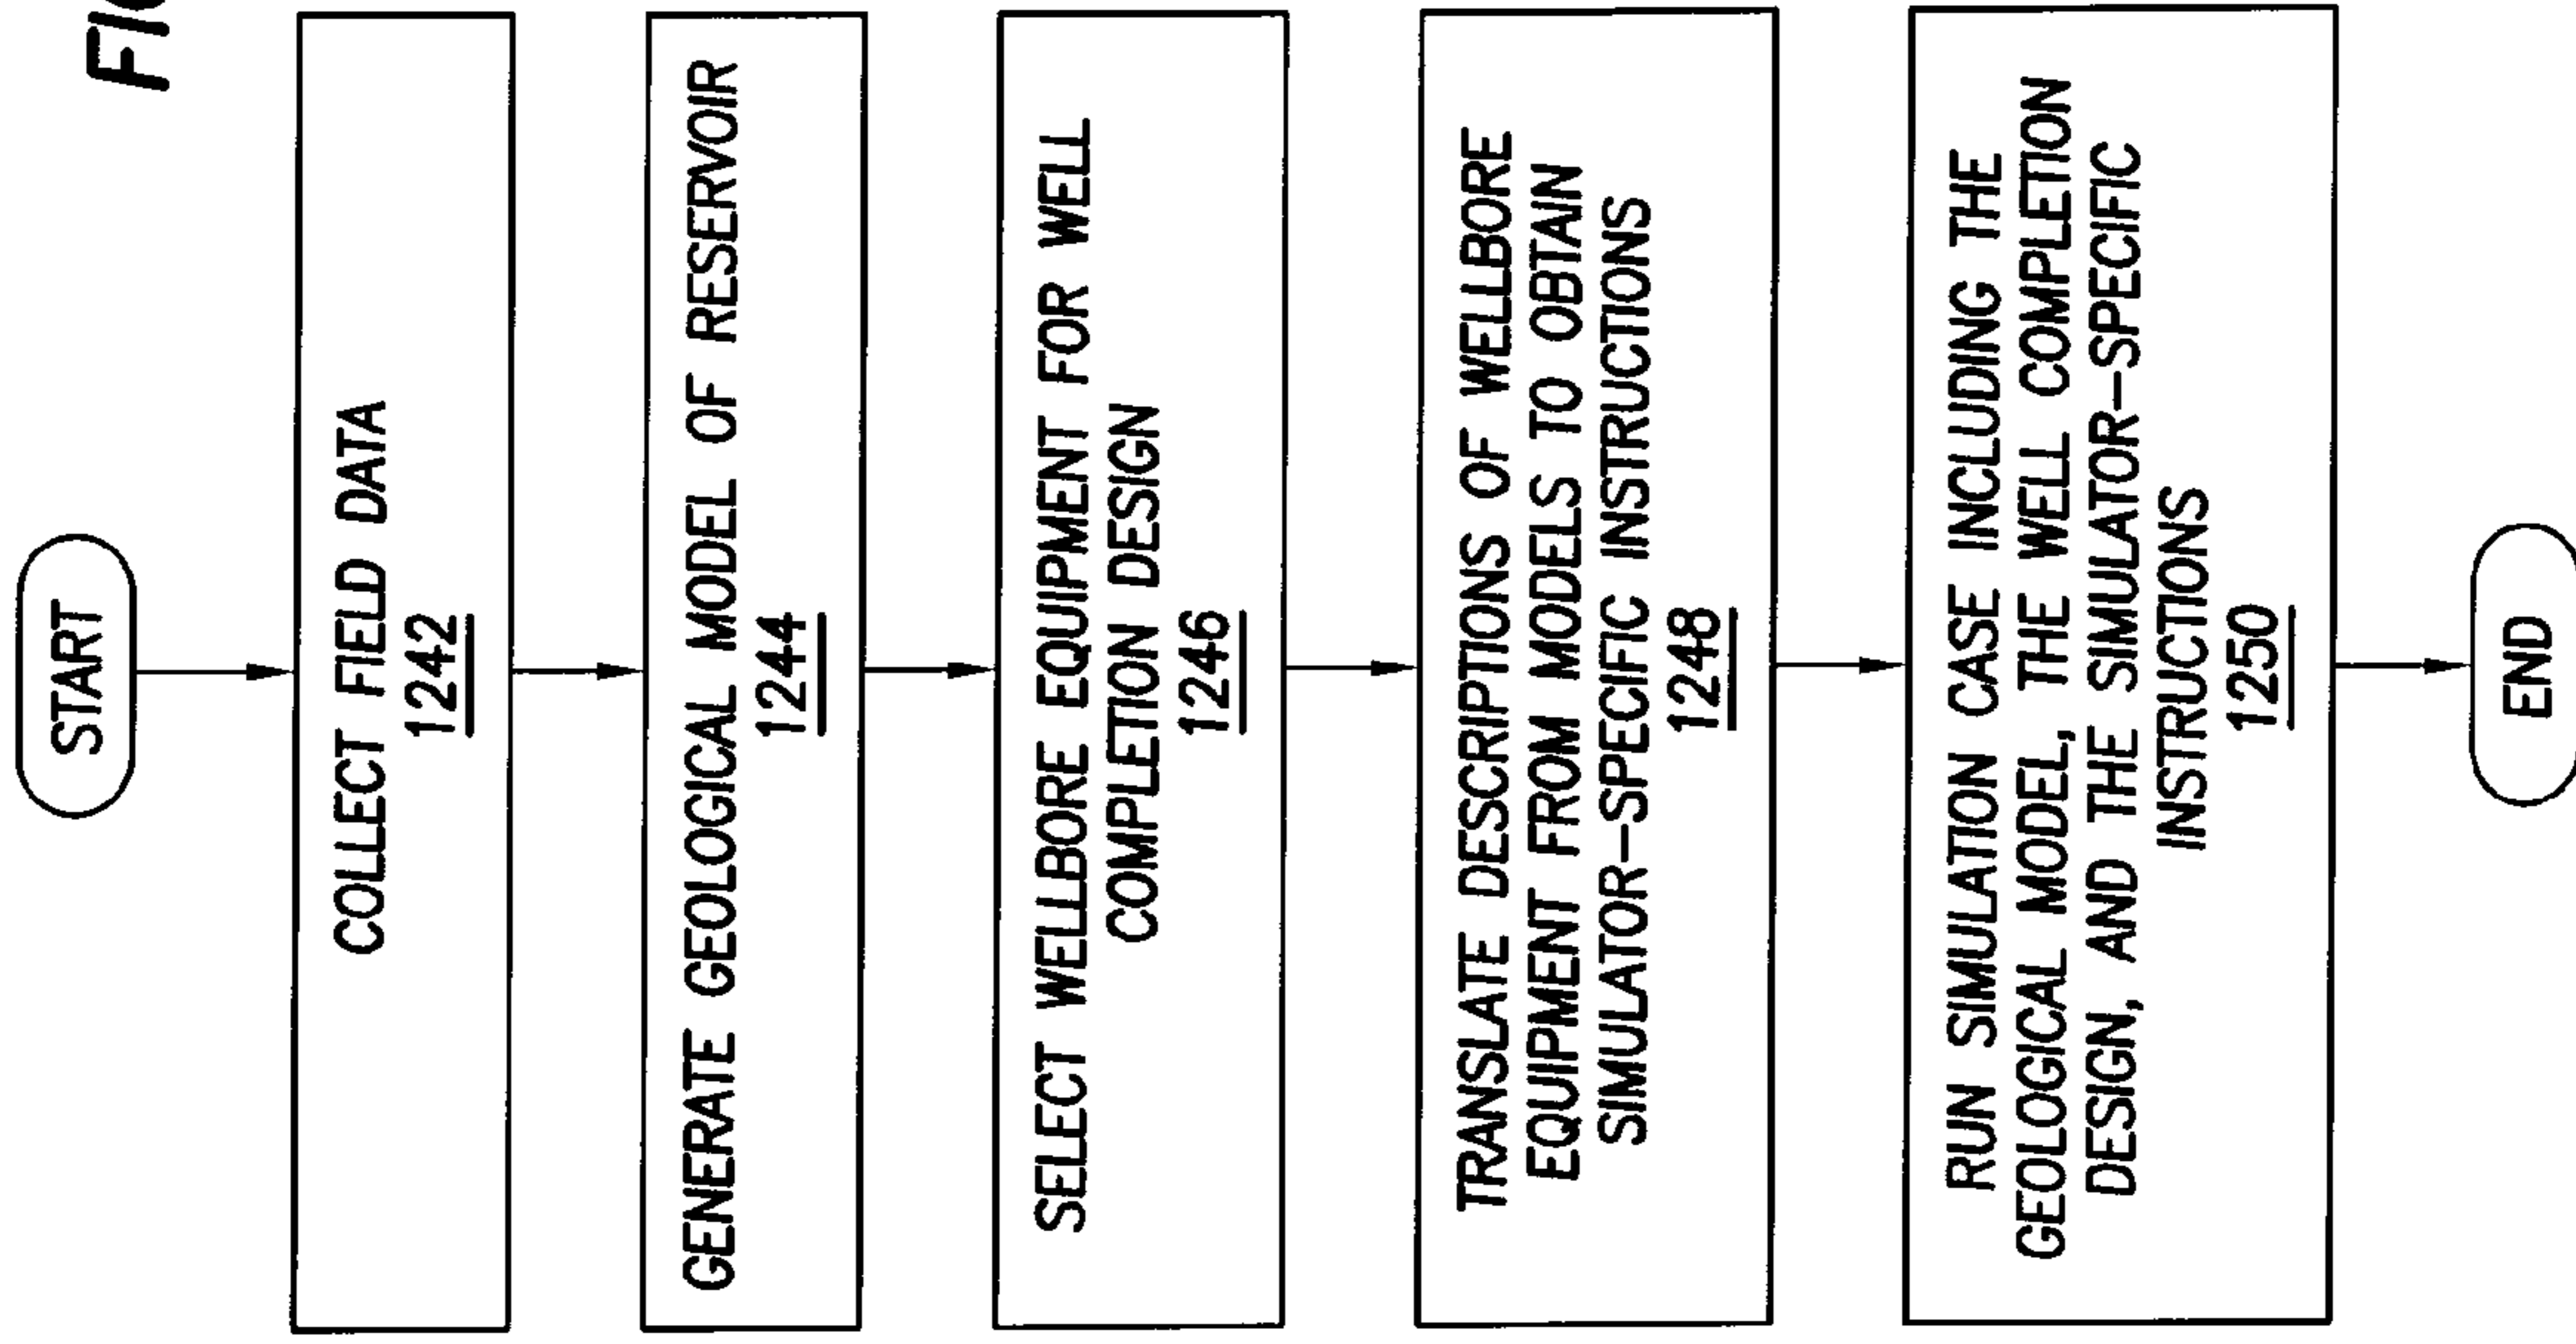 START
COLLECT FIELD DATA
1242
GENERATE GEOLOGICAL MODEL OF RESERVOIR
1244
SELECT WELLBORE EQUIPMENT FOR WELL
COMPLETION DESIGN
1246
TRANSLATE DESCRIPTIONS OF WELLBORE
EQUIPMENT FROM MODELS TO OBTAIN
SIMULATOR-SPECIFIC INSTRUCTIONS
1248
RUN SIMULATION CASE INCLUDING THE
GEOLOGICAL MODEL, THE WELL COMPLETION
DESIGN, AND THE SIMULATOR-SPECIFIC
INSTRUCTIONS
1250
END